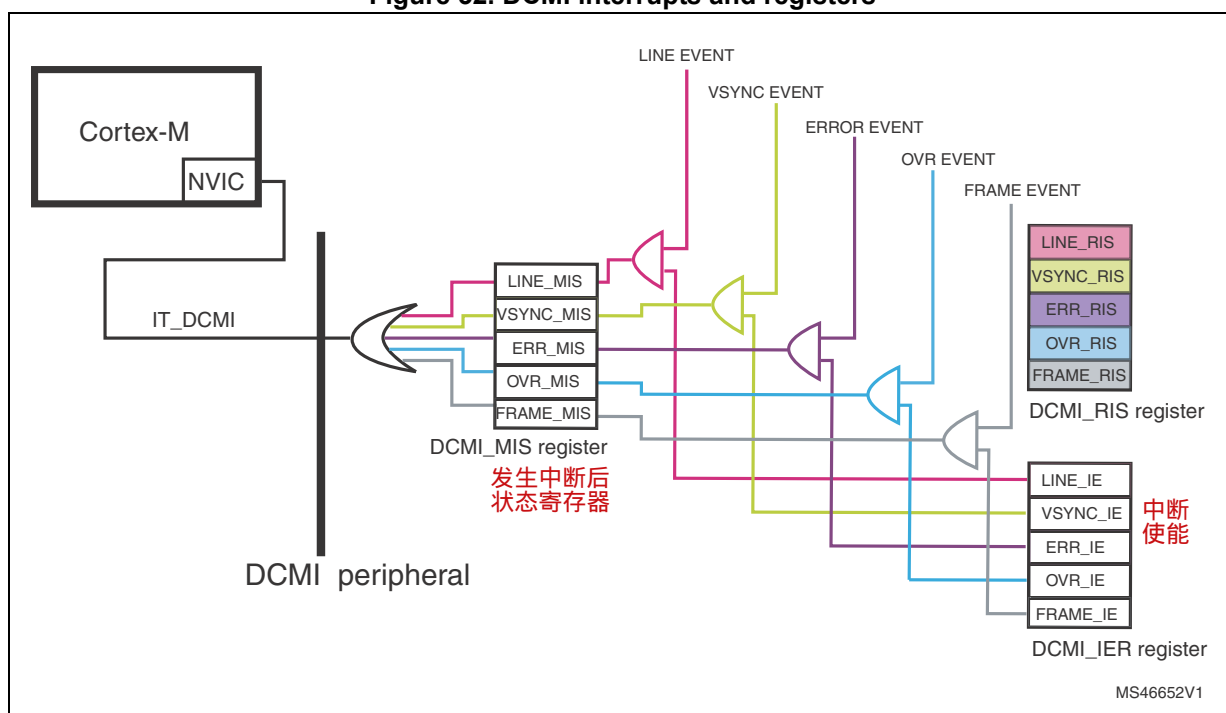 Figure 32. DCMI interrupts and registers
LINE EVENT
VSYNC EVENT
ERROR EVENT
OVR EVENT
FRAME EVENT
Cortex-M
NVIC
IT_DCMI
DCMI peripheral
LINE_MIS
VSYNC_MIS
ERR_MIS
OVR_MIS
FRAME_MIS
DCMI_MIS register
发生中断后
状态寄存器
LINE_RIS
VSYNC_RIS
ERR_RIS
OVR_RIS
FRAME_RIS
DCMI_RIS register
LINE_IE
VSYNC_IE
ERR_IE
OVR_IE
FRAME_IE
中断
使能
DCMI_IER register
MS46652V1